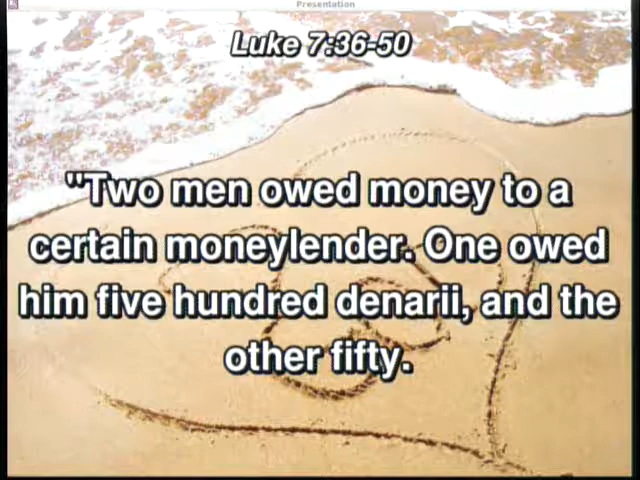 Presentation
Luke 7:36-50
"Two men owed money to a
certain moneylender. One owed
him five hundred denarii, and the
other fifty.